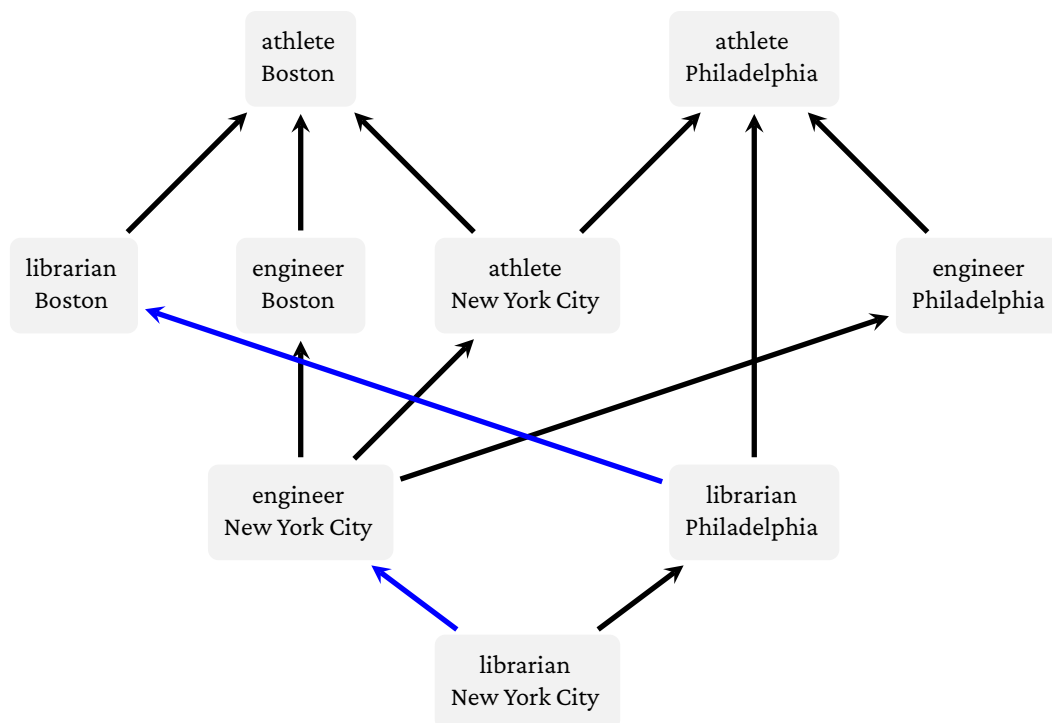 athlete
Boston
athlete
Philadelphia
librarian
Boston
engineer
Boston
athlete
New York City
engineer
Philadelphia
engineer
New York City
librarian
Philadelphia
librarian
New York City